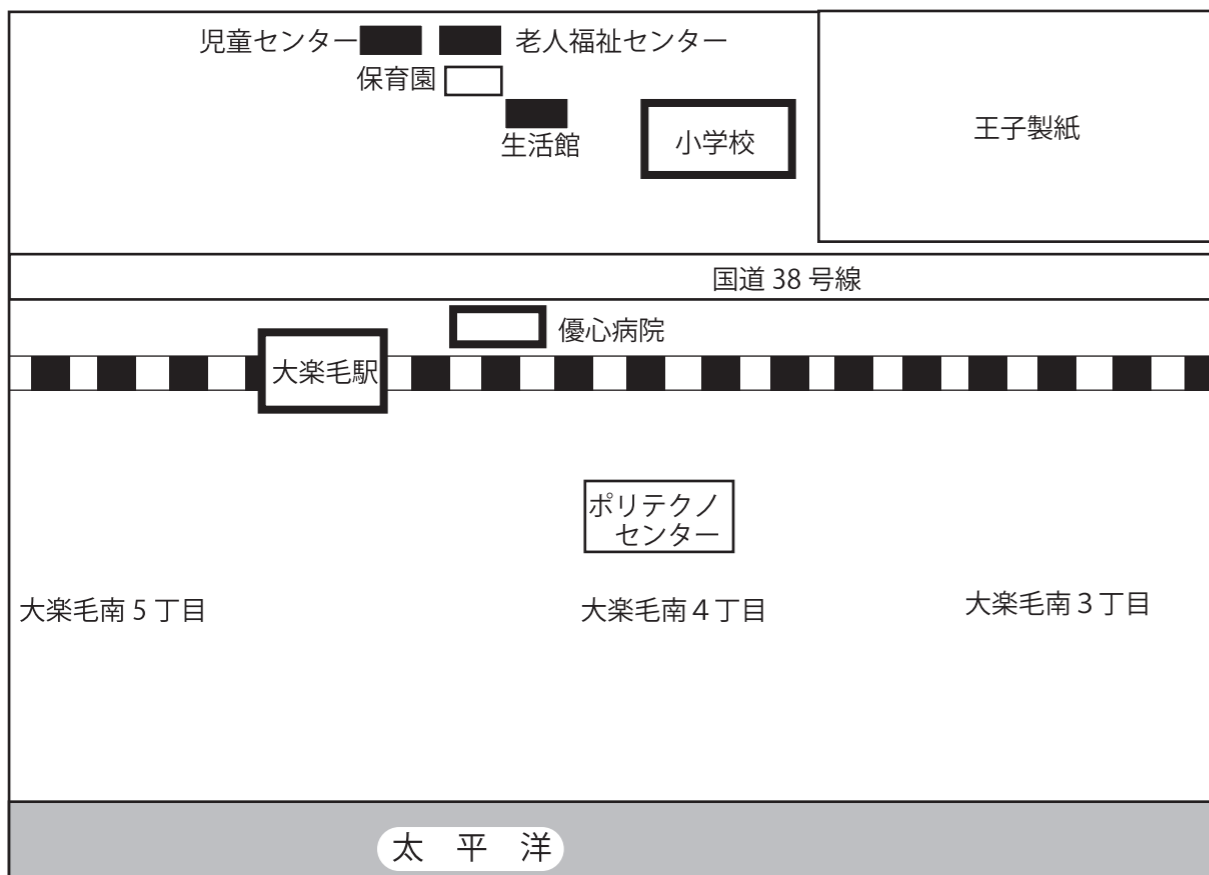 児童センター
老人福祉センター
保育園
生活館
小学校
王子製紙
国道 38 号線
優心病院
大楽毛駅
ポリテクノ
センター
大楽毛南 5 丁目
大楽毛南４丁目
大楽毛南３丁目
太　平　洋